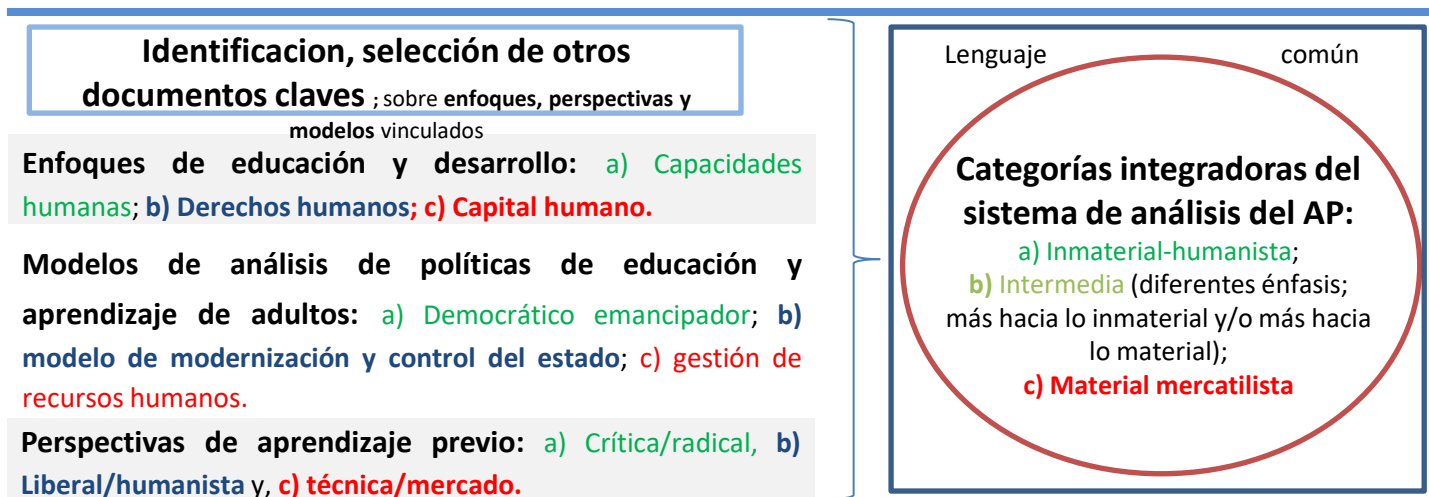 Identificacion, selección de otros
documentos claves ; sobre enfoques, perspectivas y
modelos vinculados
Enfoques de educación y desarrollo: a) Capacidades
humanas; b) Derechos humanos; c) Capital humano.
Modelos de análisis de políticas de educación y
aprendizaje de adultos: a) Democrático emancipador; b)
modelo de modernización y control del estado; c) gestión de
recursos humanos.
Perspectivas de aprendizaje previo: a) Crítica/radical, b)
Liberal/humanista y, c) técnica/mercado.
Lenguaje común
Categorías integradoras del
sistema de análisis del AP:
a) Inmaterial-humanista;
b) Intermedia (diferentes énfasis;
más hacia lo inmaterial y/o más hacia
lo material);
c) Material mercatilista